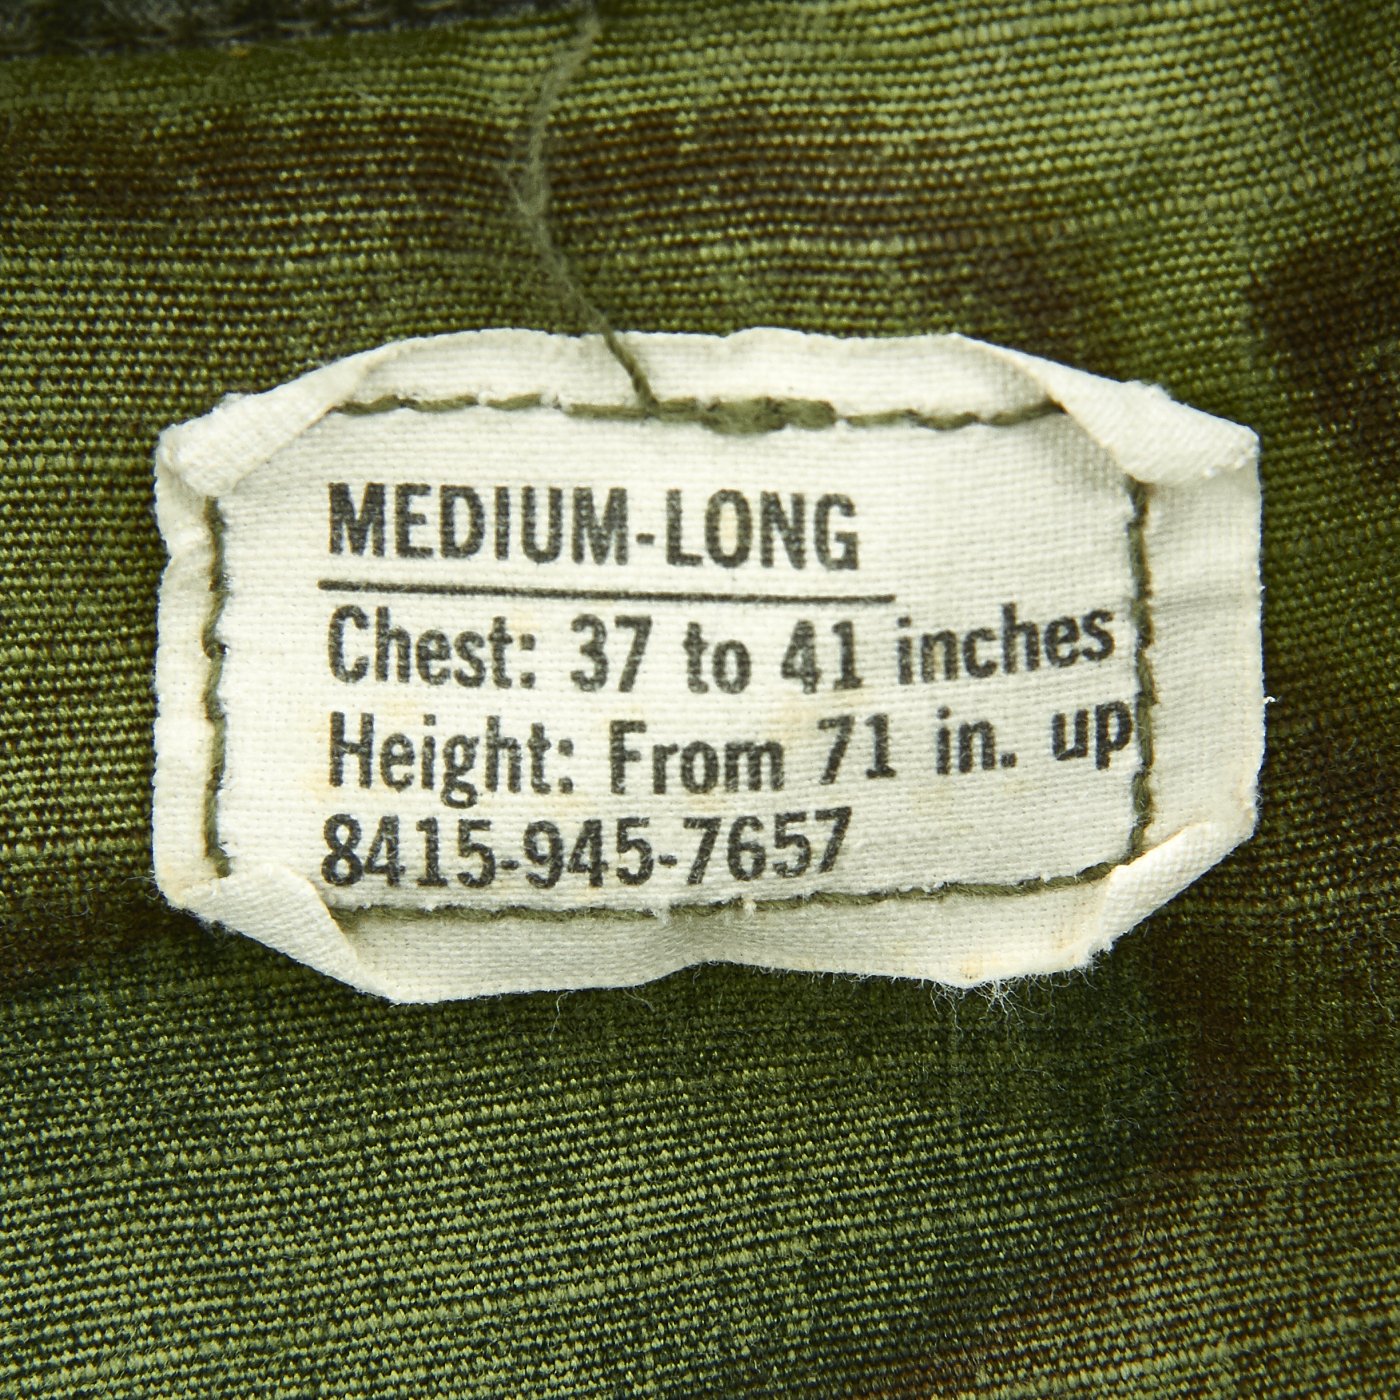 MEDIUM-LONG
Chest: 37 to 41 inches
Height: From 71 in. up
8415-945-7657